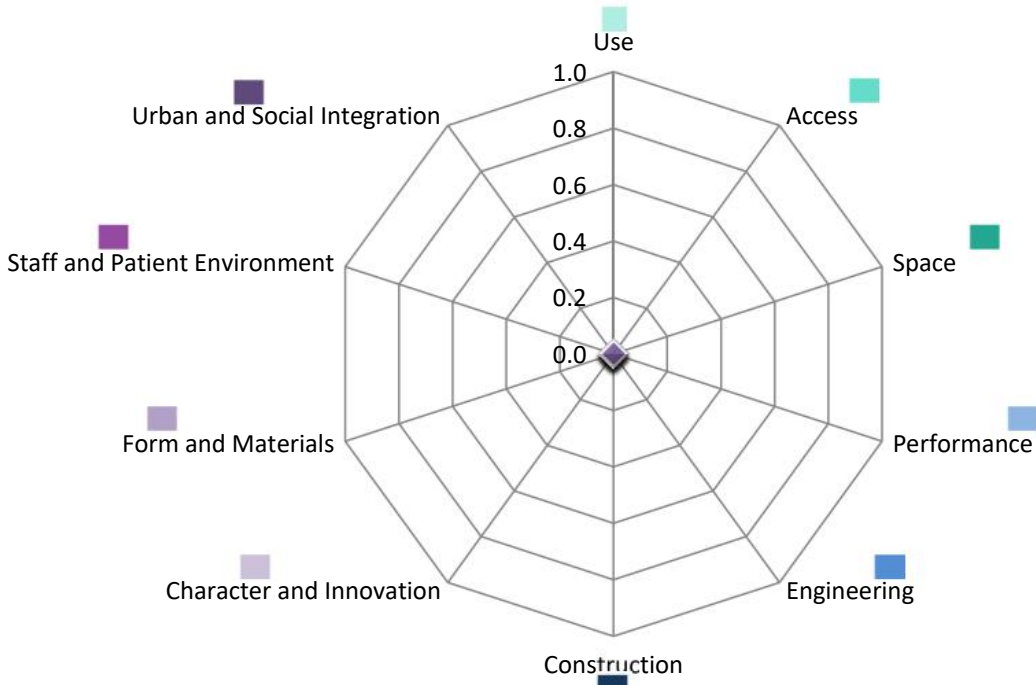 Use
1.0
Urban and Social Integration
Access
0.8
0.6
0.4
Staff and Patient Environment
Space
0.2
0.0
Form and Materials
Performance
Character and Innovation
Engineering
Construction